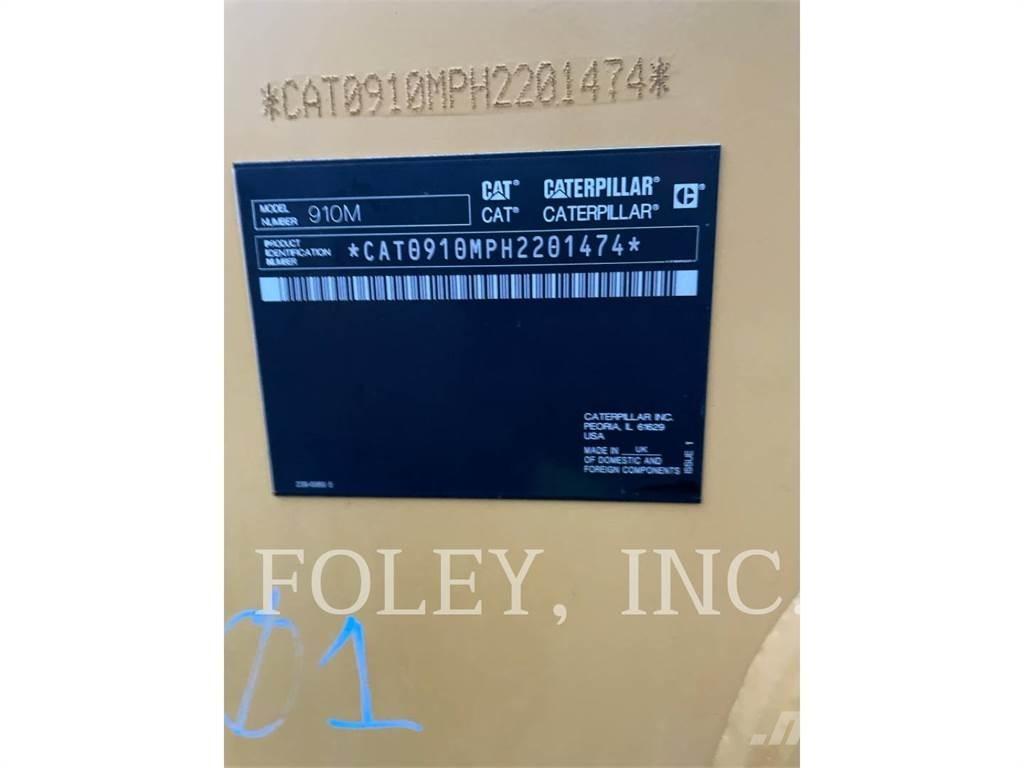 *CAT0910MPH2201474*
MODEL NUMBER 910M
CAT® CATERPILLAR®
CAT® CATERPILLAR®
PRODUCT IDENTIFICATION NUMBER *CAT0910MPH2201474*
CATERPILLAR INC.
PEORIA, IL 61629
USA
MADE IN UK
OF DOMESTIC AND
FOREIGN COMPONENTS
ISSUE 1
FOLEY, INC.
01